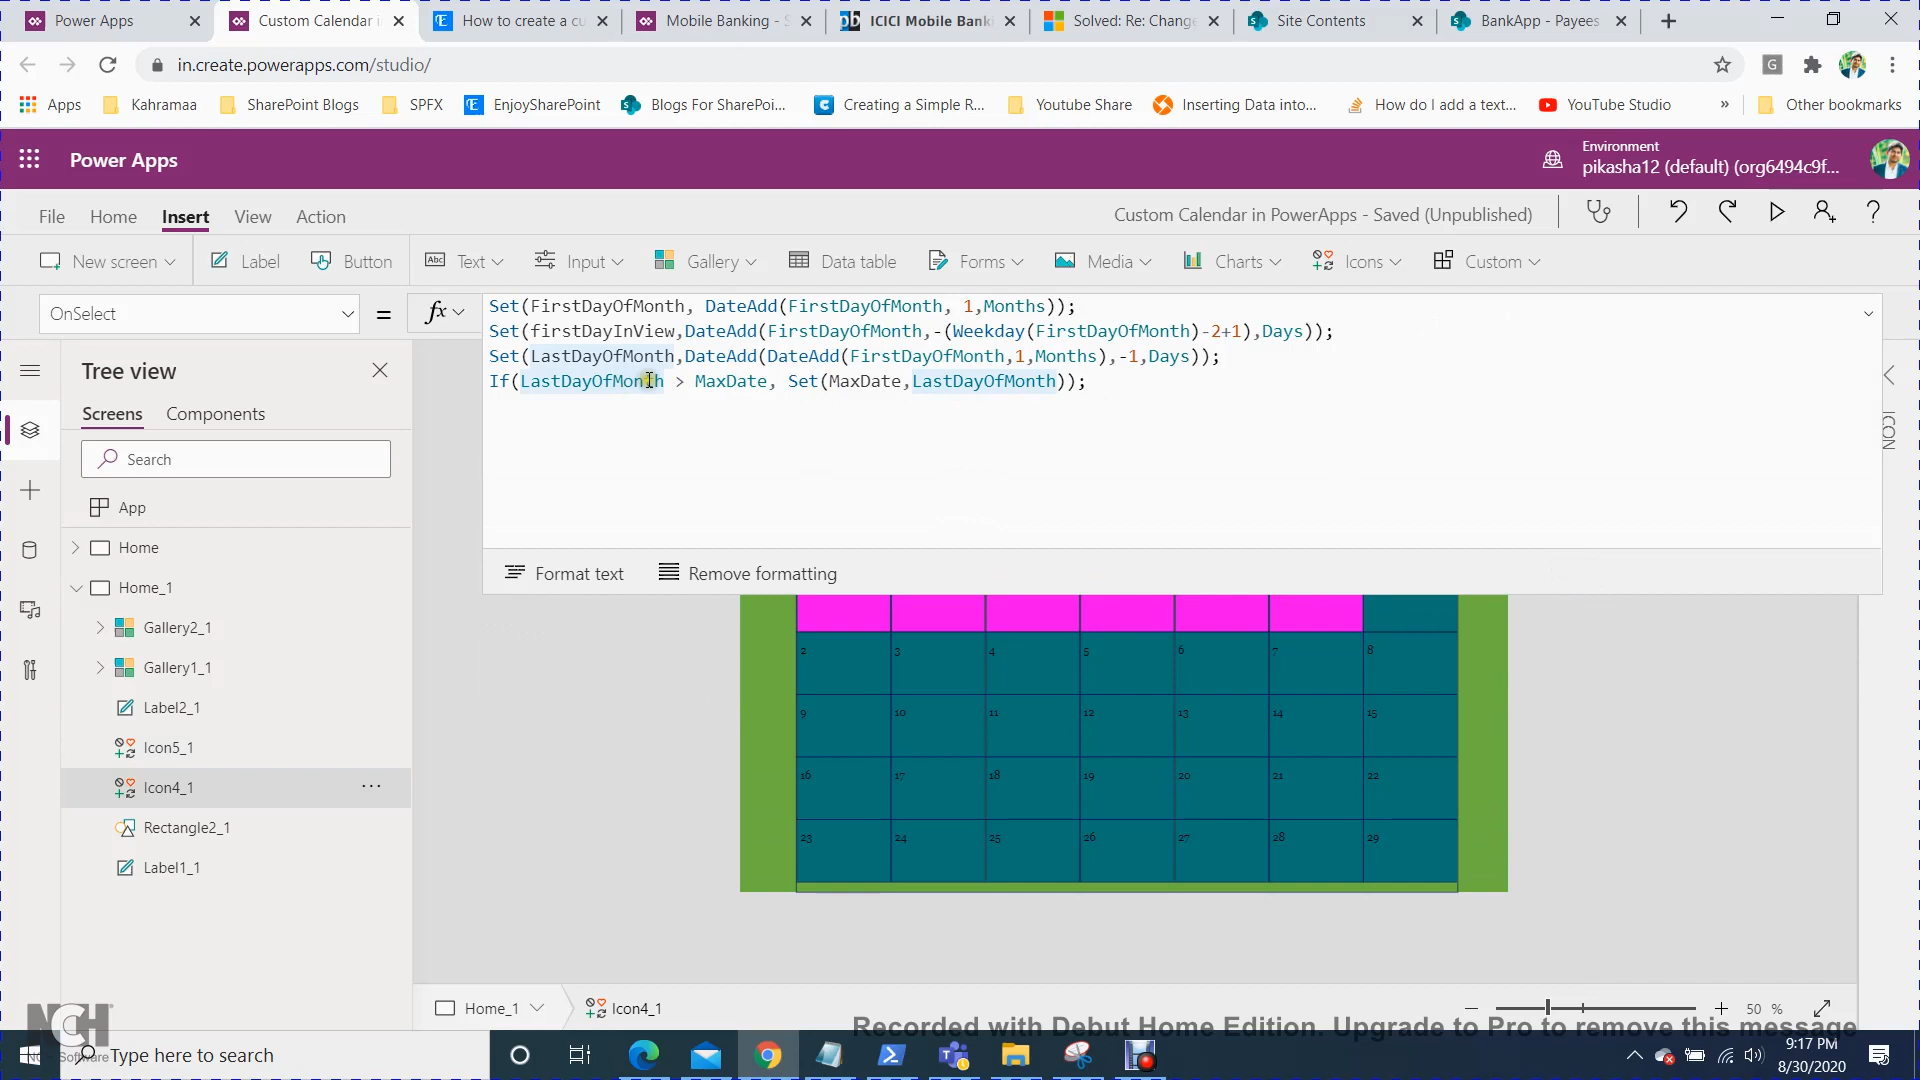 Power Apps
Custom Calendar i
How to create a cu
Mobile Banking - S
ICICI Mobile Bank
Solved: Re: Change
Site Contents
BankApp - Payees
in.create.powerapps.com/studio/
G
Apps
Kahramaa
SharePoint Blogs
SPFX
EnjoySharePoint
Blogs For SharePoi...
Creating a Simple R...
Youtube Share
Inserting Data into...
How do I add a text...
YouTube Studio
»
Other bookmarks
Power Apps
Environment
pikasha12 (default) (org6494c9f...
File
Home
Insert
View
Action
Custom Calendar in PowerApps - Saved (Unpublished)
New screen
Label
Button
Text
Input
Gallery
Data table
Forms
Media
Charts
Icons
Custom
OnSelect
=
fx
Set(FirstDayOfMonth, DateAdd(FirstDayOfMonth, 1,Months));
Set(firstDayInView,DateAdd(FirstDayOfMonth,-(Weekday(FirstDayOfMonth)-2+1),Days));
Set(LastDayOfMonth,DateAdd(DateAdd(FirstDayOfMonth,1,Months),-1,Days));
If(LastDayOfMonth > MaxDate, Set(MaxDate,LastDayOfMonth));
Format text
Remove formatting
ICON
Tree view
Screens
Components
Search
App
Home
Home_1
Gallery2_1
Gallery1_1
Label2_1
Icon5_1
Icon4_1
...
Rectangle2_1
Label1_1
2 3 4 5 6 7 8
9 10 11 12 13 14 15
16 17 18 19 20 21 22
23 24 25 26 27 28 29
Home_1
Icon4_1
50 %
NCH
NCH Software
Recorded with Debut Home Edition. Upgrade to Pro to remove this message
Type here to search
9:17 PM
8/30/2020